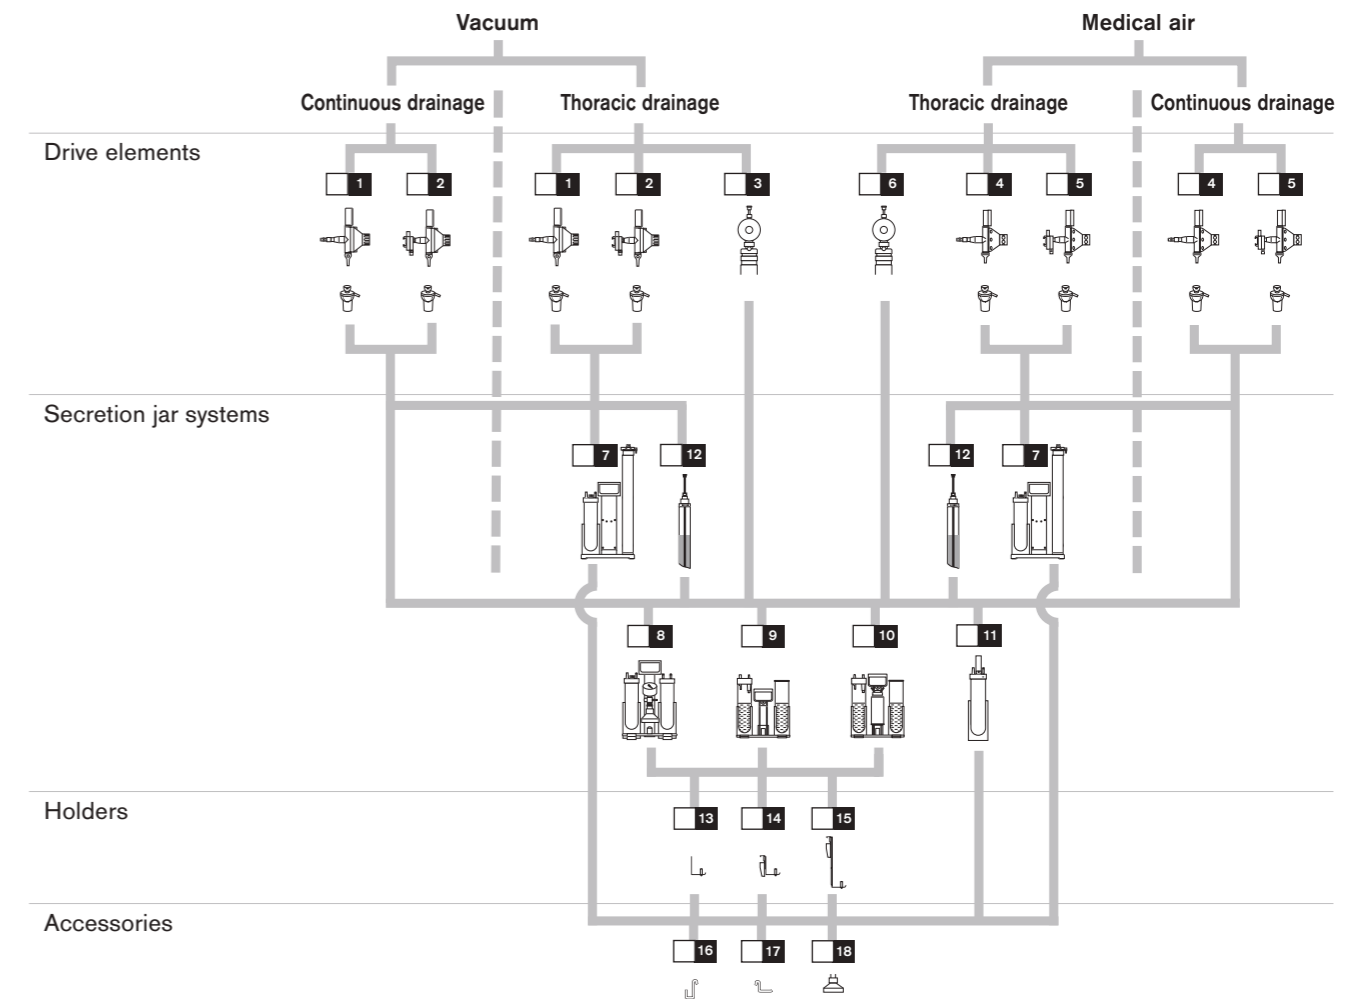 Vacuum Medical air
Continuous drainage Thoracic drainage Thoracic drainage Continuous drainage
Drive elements
1 2 1 2 3 6 4 5 4 5
Secretion jar systems
7 12 12 7
8 9 10 11
Holders
13 14 15
Accessories
16 17 18